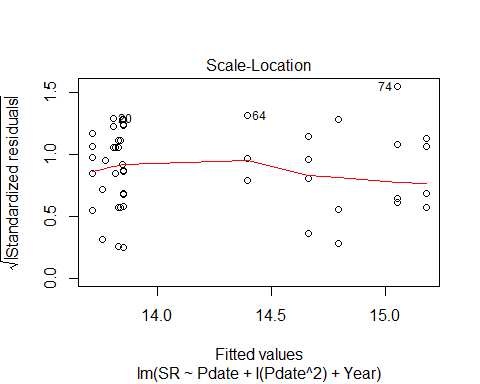 Scale-Location
√|Standardized residuals|
1.5
1.0
0.5
0.0
74
20
64
14.0 14.5 15.0
Fitted values
lm(SR ~ Pdate + I(Pdate^2) + Year)